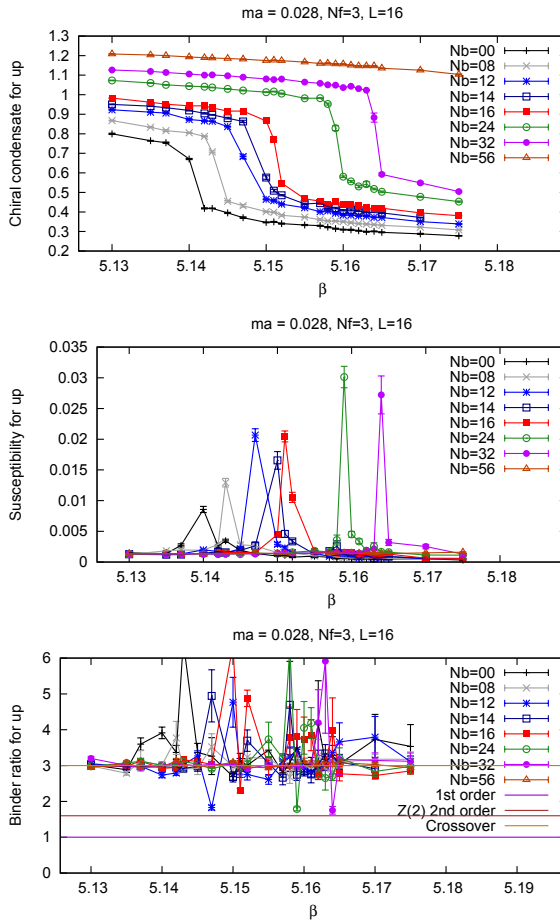 ma = 0.028, Nf=3, L=16
Chiral condensate for up
1.3
1.2
1.1
1
0.9
0.8
0.7
0.6
0.5
0.4
0.3
0.2
Nb=00
Nb=08
Nb=12
Nb=14
Nb=16
Nb=24
Nb=32
Nb=56
5.13 5.14 5.15 5.16 5.17 5.18
β
ma = 0.028, Nf=3, L=16
Susceptibility for up
0.035
0.03
0.025
0.02
0.015
0.01
0.005
0
Nb=00
Nb=08
Nb=12
Nb=14
Nb=16
Nb=24
Nb=32
Nb=56
5.13 5.14 5.15 5.16 5.17 5.18
β
ma = 0.028, Nf=3, L=16
Binder ratio for up
6
5
4
3
2
1
0
Nb=00
Nb=08
Nb=12
Nb=14
Nb=16
Nb=24
Nb=32
Nb=56
1st order
Z(2) 2nd order
Crossover
5.13 5.14 5.15 5.16 5.17 5.18 5.19
β